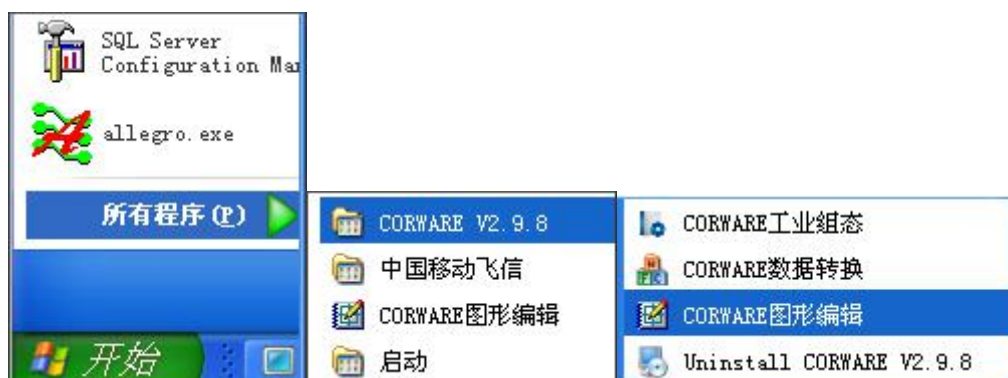 SQL Server
Configuration Ma
allegro.exe
所有程序(P)
开始
CORWARE V2.9.8
中国移动飞信
CORWARE图形编辑
启动
CORWARE工业组态
CORWARE数据转换
CORWARE图形编辑
Uninstall CORWARE V2.9.8